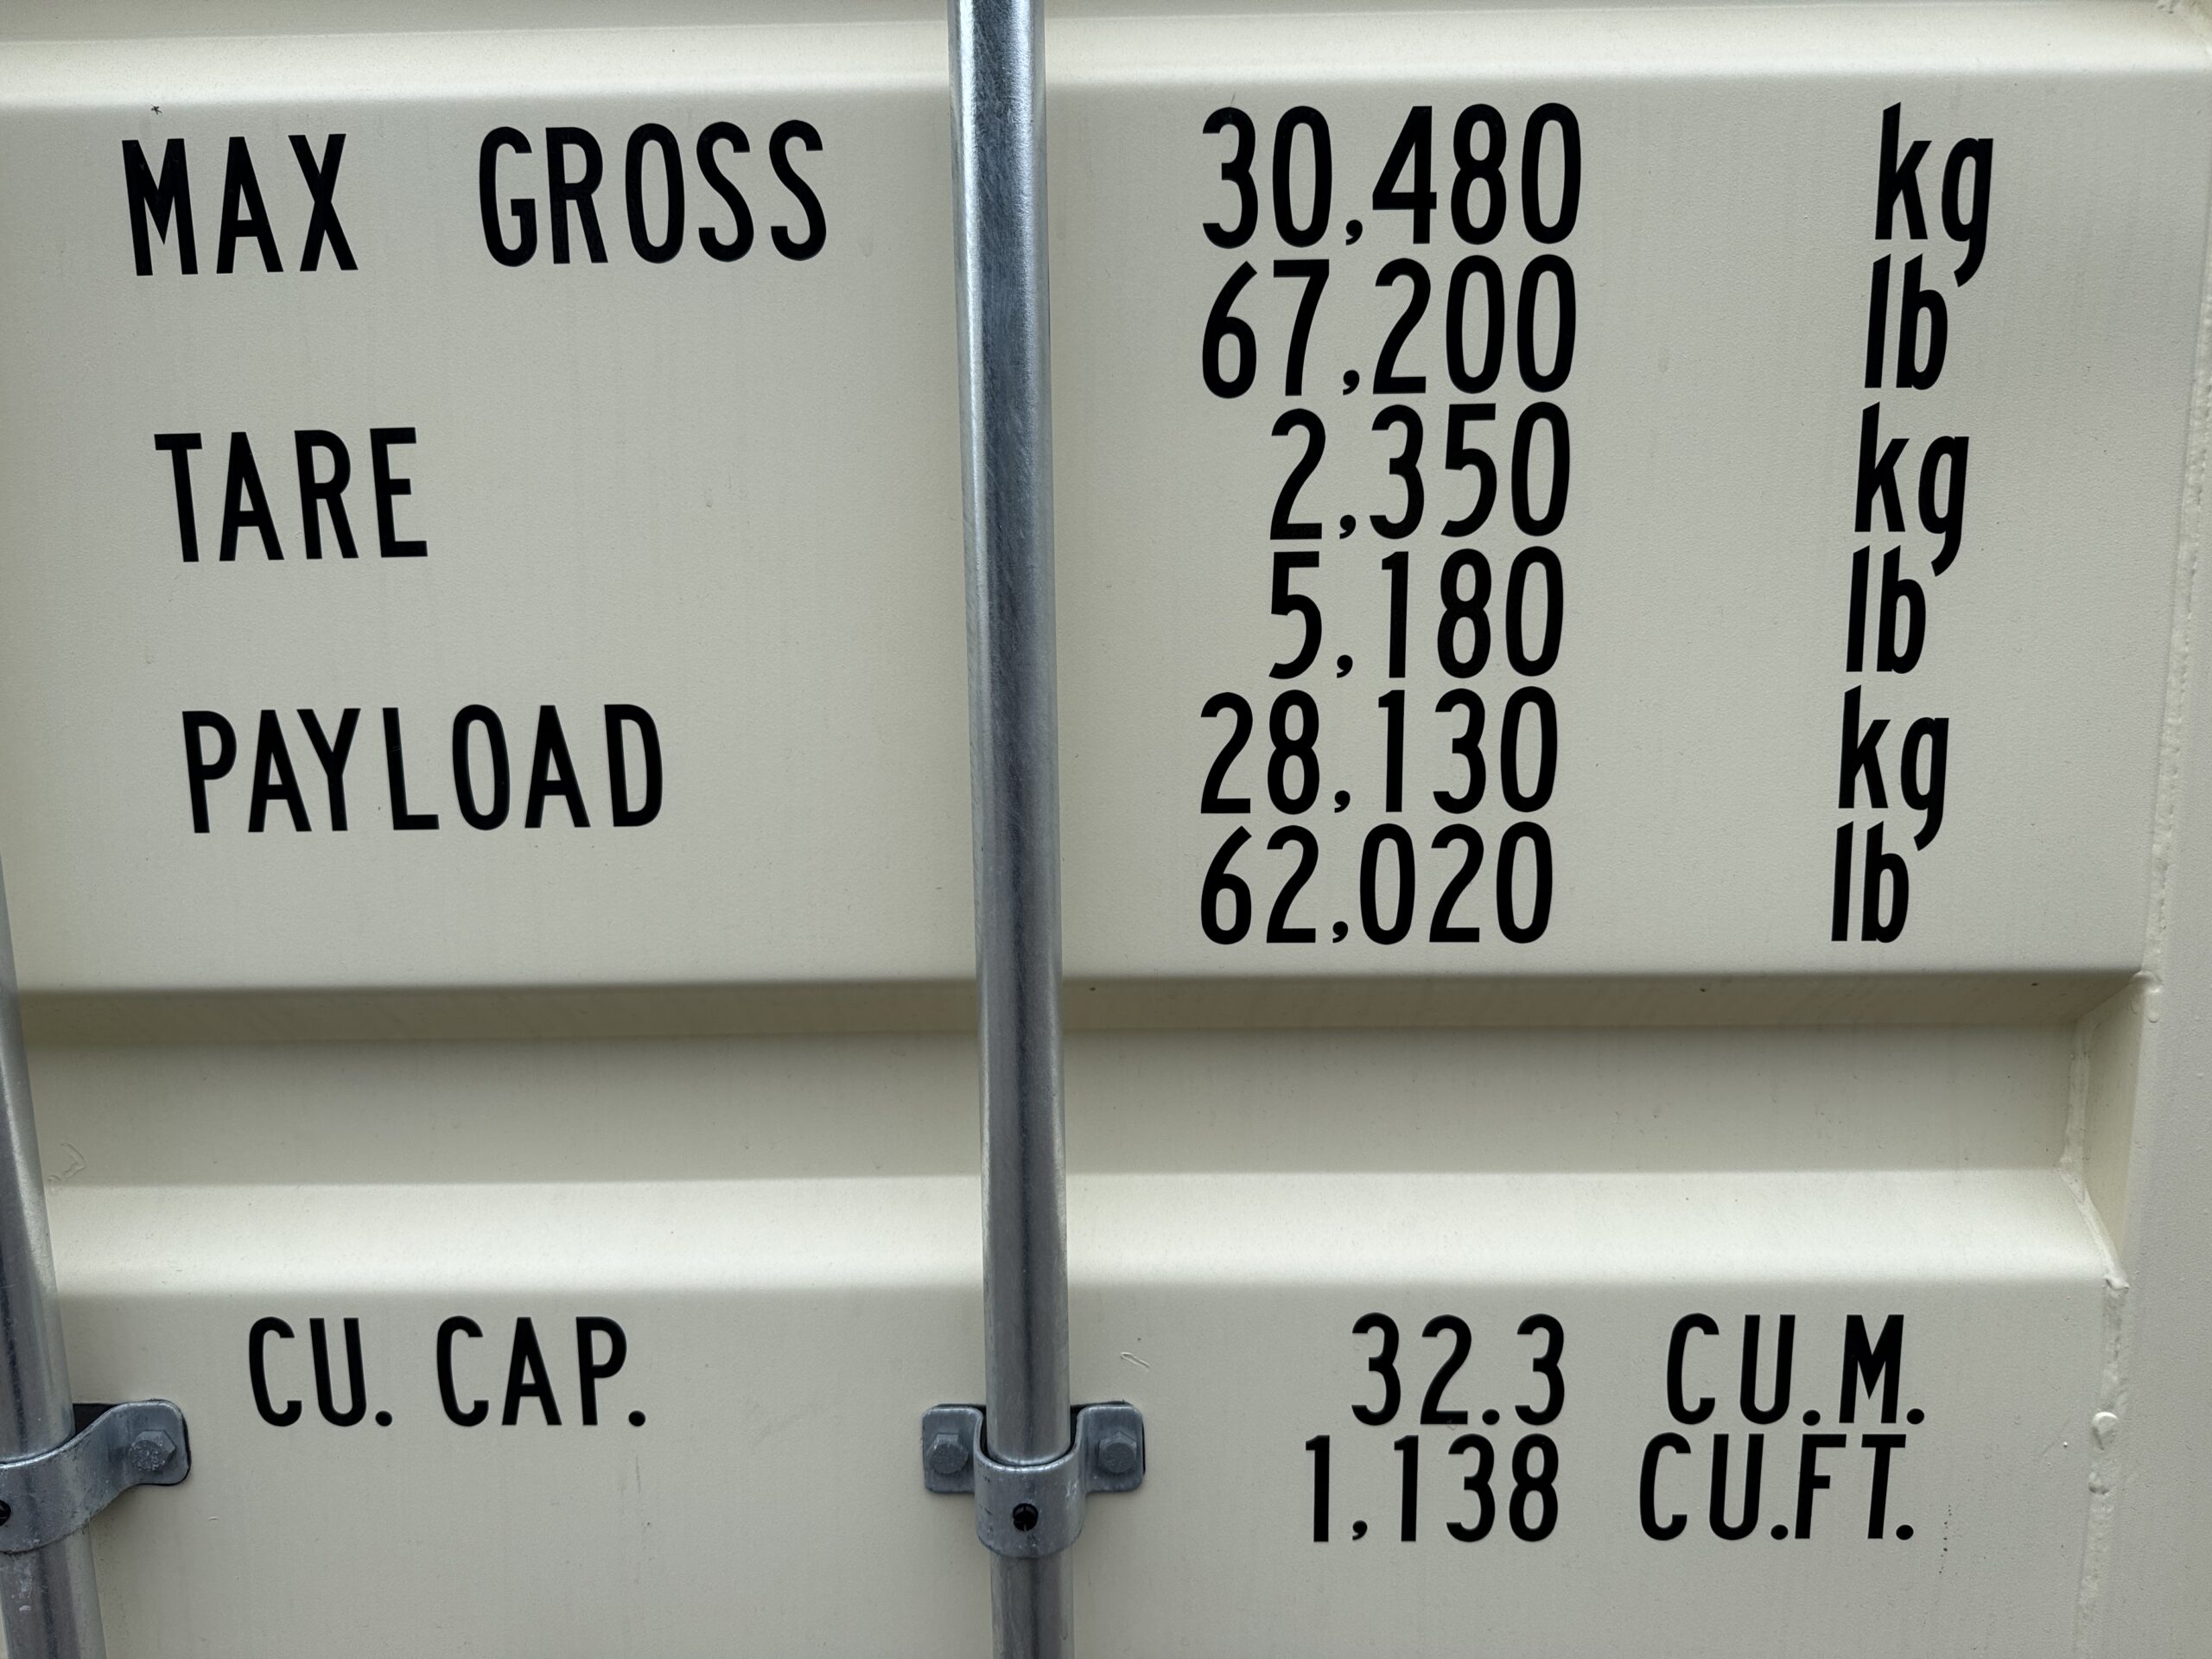 MAX GROSS 30,480 kg
67,200 lb
TARE 2,350 kg
5,180 lb
PAYLOAD 28,130 kg
62,020 lb
CU. CAP. 32.3 CU.M.
1,138 CU.FT.